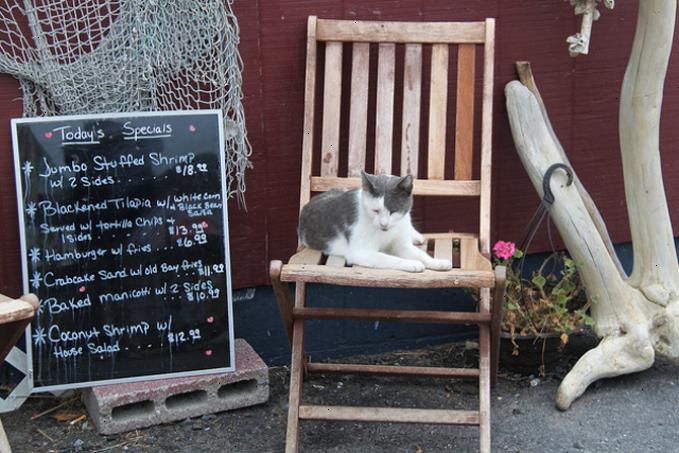 Today's Specials
* Jumbo Stuffed Shrimp
w/ 2 Sides..... $18.99
* Blackened Tilapia w/ white corn
+ Black Bean
Salsa
Served w/ tortilla chips +
1 Sides..... $13.99
* Hamburger w/ fries.... $6.99
* Crabcake Sand w/ old Bay fries
... $11.99
* Baked manicotti w/ 2 Sides
... $10.99
* Coconut Shrimp w/
House Salad.... $12.99